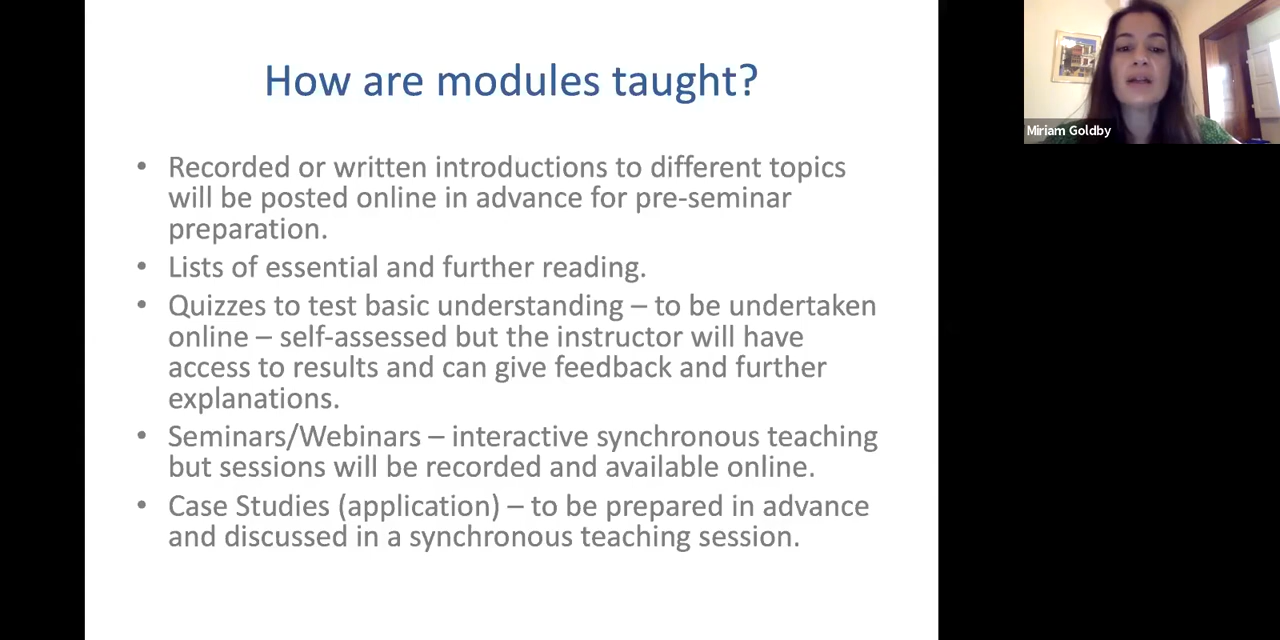 How are modules taught?
• Recorded or written introductions to different topics
will be posted online in advance for pre-seminar
preparation.
• Lists of essential and further reading.
• Quizzes to test basic understanding – to be undertaken
online – self-assessed but the instructor will have
access to results and can give feedback and further
explanations.
• Seminars/Webinars – interactive synchronous teaching
but sessions will be recorded and available online.
• Case Studies (application) – to be prepared in advance
and discussed in a synchronous teaching session.
Miriam Goldby